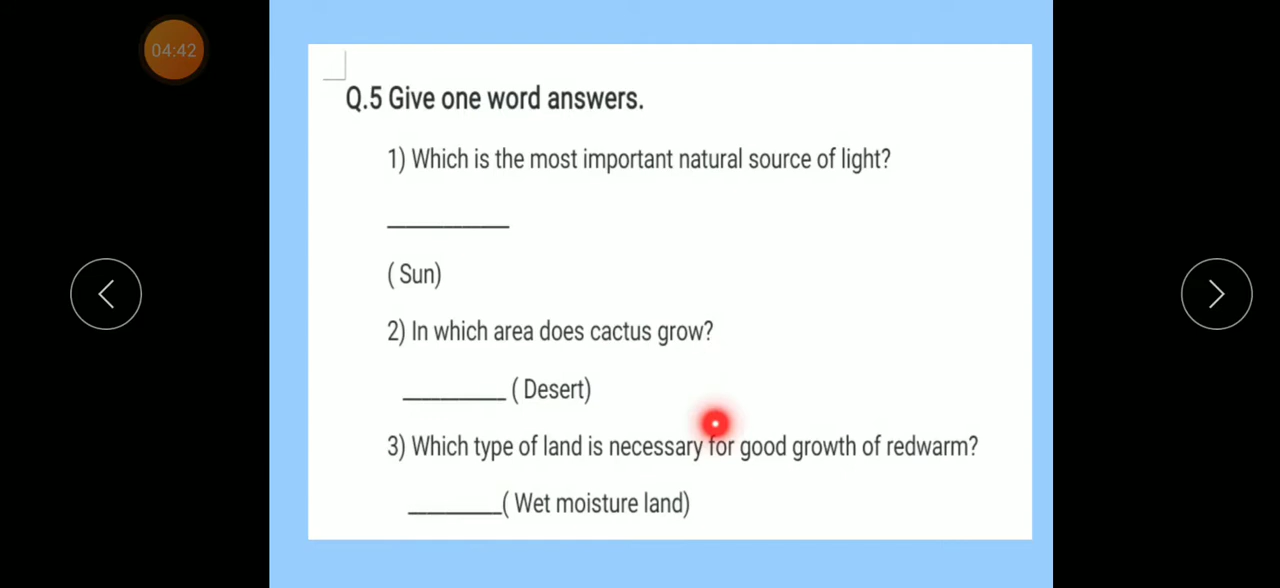 04:42
Q.5 Give one word answers.
1) Which is the most important natural source of light?
__________
( Sun)
2) In which area does cactus grow?
_________ ( Desert)
3) Which type of land is necessary for good growth of redwarm?
________( Wet moisture land)